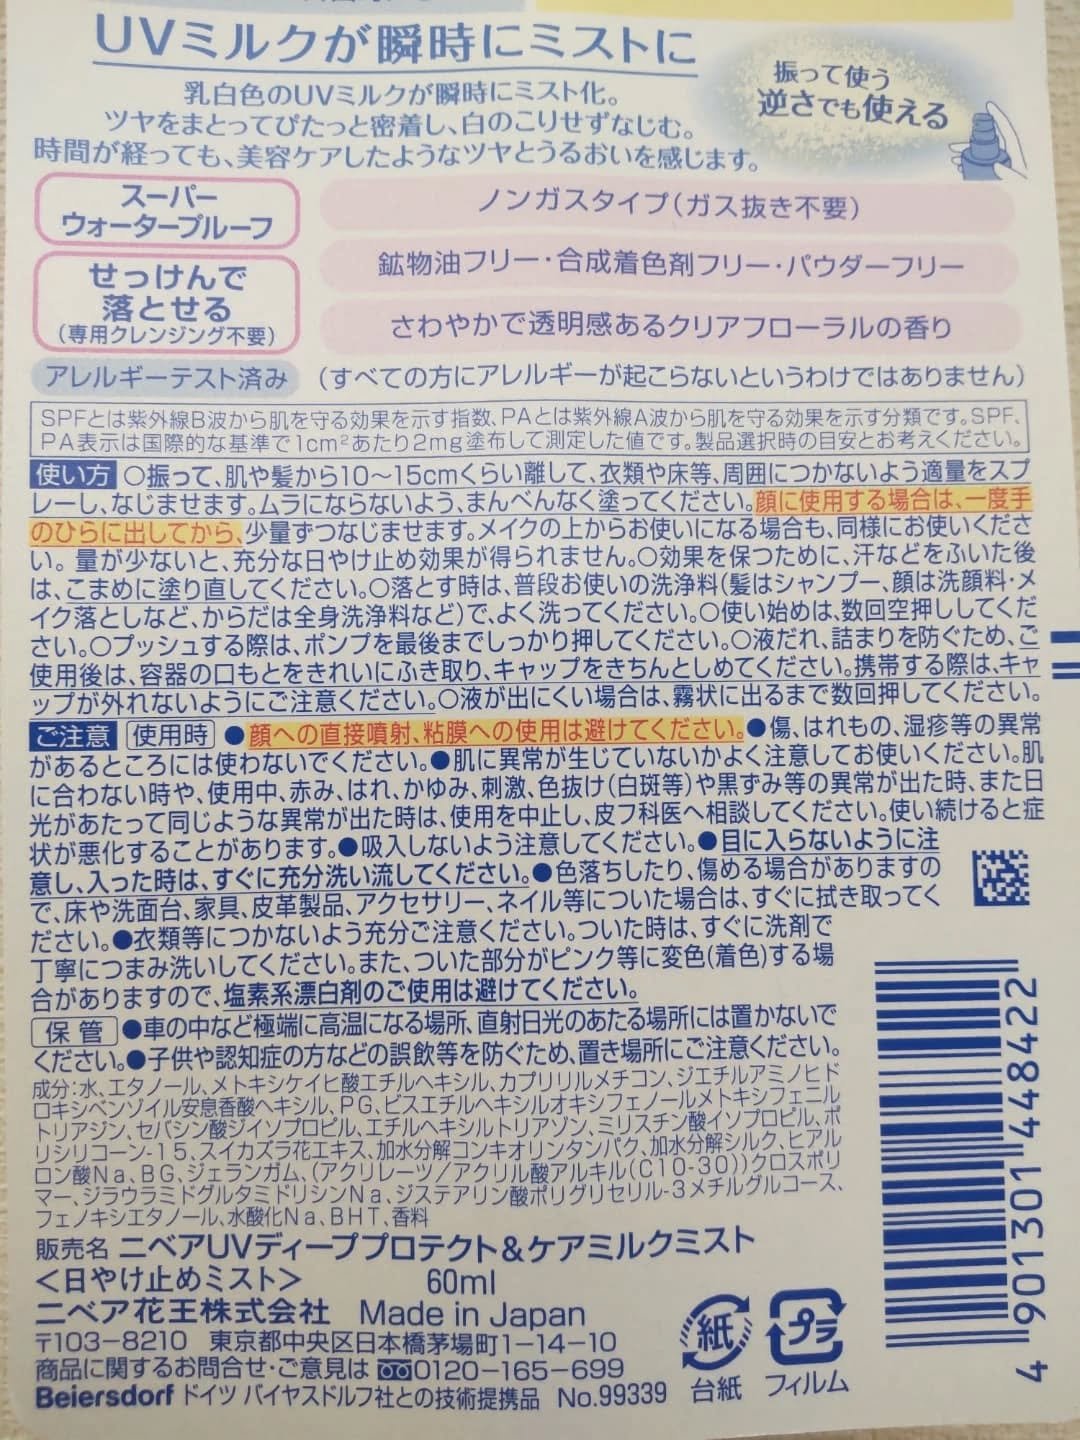 UVミルクが瞬時にミストに
乳白色のUVミルクが瞬時にミスト化。
ツヤをまとってぴたっと密着し、白のこりせずなじむ。
時間が経っても、美容ケアしたようなツヤとうるおいを感じます。
振って使う
逆さでも使える
スーパー
ウォータープルーフ
せっけんで
落とせる
(専用クレンジング不要)
ノンガスタイプ(ガス抜き不要)
鉱物油フリー・合成着色剤フリー・パウダーフリー
さわやかで透明感あるクリアフローラルの香り
アレルギーテスト済み (すべての方にアレルギーが起こらないというわけではありません)
SPFとは紫外線B波から肌を守る効果を示す指数、PAとは紫外線A波から肌を守る効果を示す分類です。SPF、
PA表示は国際的な基準で1cm²あたり2mg塗布して測定した値です。製品選択時の目安とお考えください。
使い方 ○振って、肌や髪から10〜15cmくらい離して、衣類や床等、周囲につかないよう適量をスプ
レーし、なじませます。ムラにならないよう、まんべんなく塗ってください。顔に使用する場合は、一度手
のひらに出してから、少量ずつなじませます。メイクの上からお使いになる場合も、同様にお使いくださ
い。量が少ないと、充分な日やけ止め効果が得られません。○効果を保つために、汗などをふいた後
は、こまめに塗り直してください。○落とす時は、普段お使いの洗浄料(髪はシャンプー、顔は洗顔料・メ
イク落としなど、からだは全身洗浄料など)で、よく洗ってください。○使い始めは、数回空押ししてくだ
さい。○プッシュする際は、ポンプを最後までしっかり押してください。○液だれ、詰まりを防ぐため、ご
使用後は、容器の口もとをきれいにふき取り、キャップをきちんとしめてください。携帯する際は、キャ
ップが外れないようにご注意ください。○液が出にくい場合は、霧状に出るまで数回押してください。
ご注意 使用時 ●顔への直接噴射、粘膜への使用は避けてください。●傷、はれもの、湿疹等の異常
があるところには使わないでください。●肌に異常が生じていないかよく注意してお使いください。肌
に合わない時や、使用中、赤み、はれ、かゆみ、刺激、色抜け(白斑等)や黒ずみ等の異常が出た時、また日
光があたって同じような異常が出た時は、使用を中止し、皮フ科医へ相談してください。使い続けると症
状が悪化することがあります。●吸入しないよう注意してください。●目に入らないように注
意し、入った時は、すぐに充分洗い流してください。●色落ちしたり、傷める場合がありますの
で、床や洗面台、家具、皮革製品、アクセサリー、ネイル等についた場合は、すぐに拭き取ってく
ださい。●衣類等につかないよう充分ご注意ください。ついた時は、すぐに洗剤で
丁寧につまみ洗いしてください。また、ついた部分がピンク等に変色(着色)する場
合がありますので、塩素系漂白剤のご使用は避けてください。
保管 ●車の中など極端に高温になる場所、直射日光のあたる場所には置かないで
ください。●子供や認知症の方などの誤飲等を防ぐため、置き場所にご注意ください。
成分:水、エタノール、メトキシケイヒ酸エチルヘキシル、カプリリルメチコン、ジエチルアミノヒド
ロキシベンゾイル安息香酸ヘキシル、PG、ビスエチルヘキシルオキシフェノールメトキシフェニル
トリアジン、セバシン酸ジイソプロピル、エチルヘキシルトリアゾン、ミリスチン酸イソプロピル、ポ
リシリコーン-15、スイカズラ花エキス、加水分解コンキオリンタンパク、加水分解シルク、ヒアル
ロン酸Na、BG、ジェランガム、(アクリレーツ/アクリル酸アルキル(C10-30))クロスポリ
マー、ジラウラミドグルタミドリシンNa、ジステアリン酸ポリグリセリル-3メチルグルコース、
フェノキシエタノール、水酸化Na、BHT、香料
販売名 ニベアUVディーププロテクト&ケアミルクミスト
<日やけ止めミスト> 60ml
ニベア花王株式会社 Made in Japan
〒103-8210 東京都中央区日本橋茅場町1-14-10
商品に関するお問合せ・ご意見は 0120-165-699
Beiersdorf ドイツ バイヤスドルフ社との技術提携品 No.99339
紙
台紙
プラ
フィルム
4 901301 448422